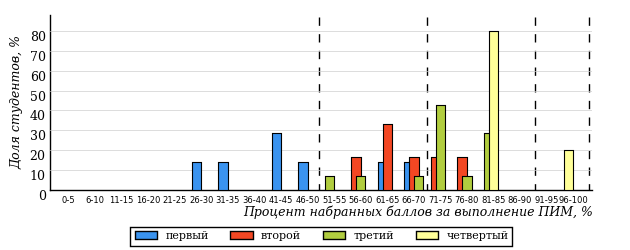 Доля студентов, %
80
70
60
50
40
30
20
10
0
0-5 6-10 11-15 16-20 21-25 26-30 31-35 36-40 41-45 46-50 51-55 56-60 61-65 66-70 71-75 76-80 81-85 86-90 91-95 96-100
Процент набранных баллов за выполнение ПИМ, %
первый второй третий четвертый